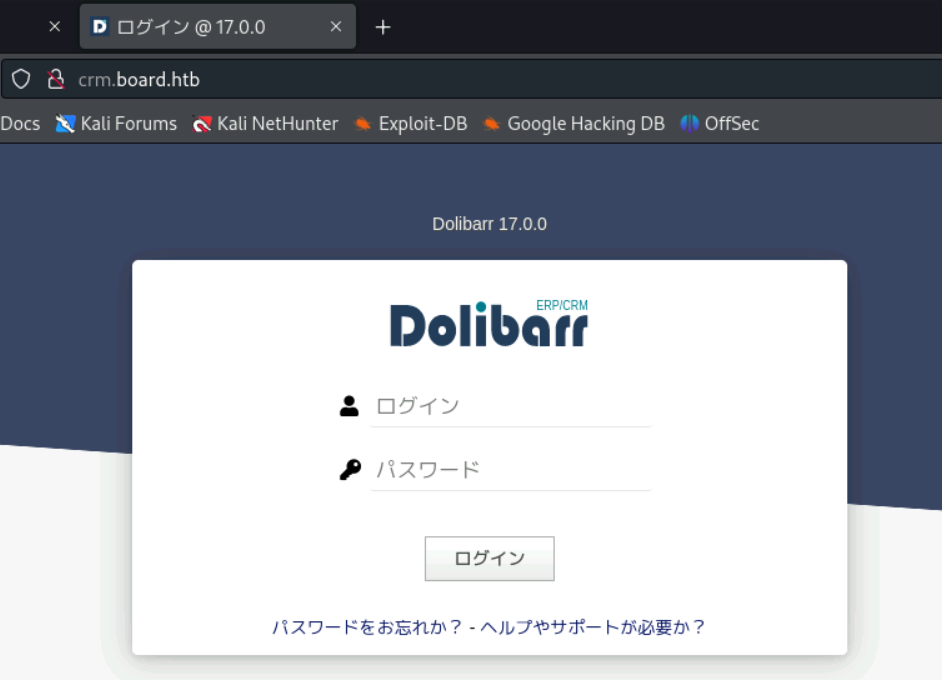 ログイン @ 17.0.0
crm.board.htb
Docs Kali Forums Kali NetHunter Exploit-DB Google Hacking DB OffSec
Dolibarr 17.0.0
ERP/CRM
Dolibarr
ログイン
パスワード
ログイン
パスワードをお忘れか？ - ヘルプやサポートが必要か？